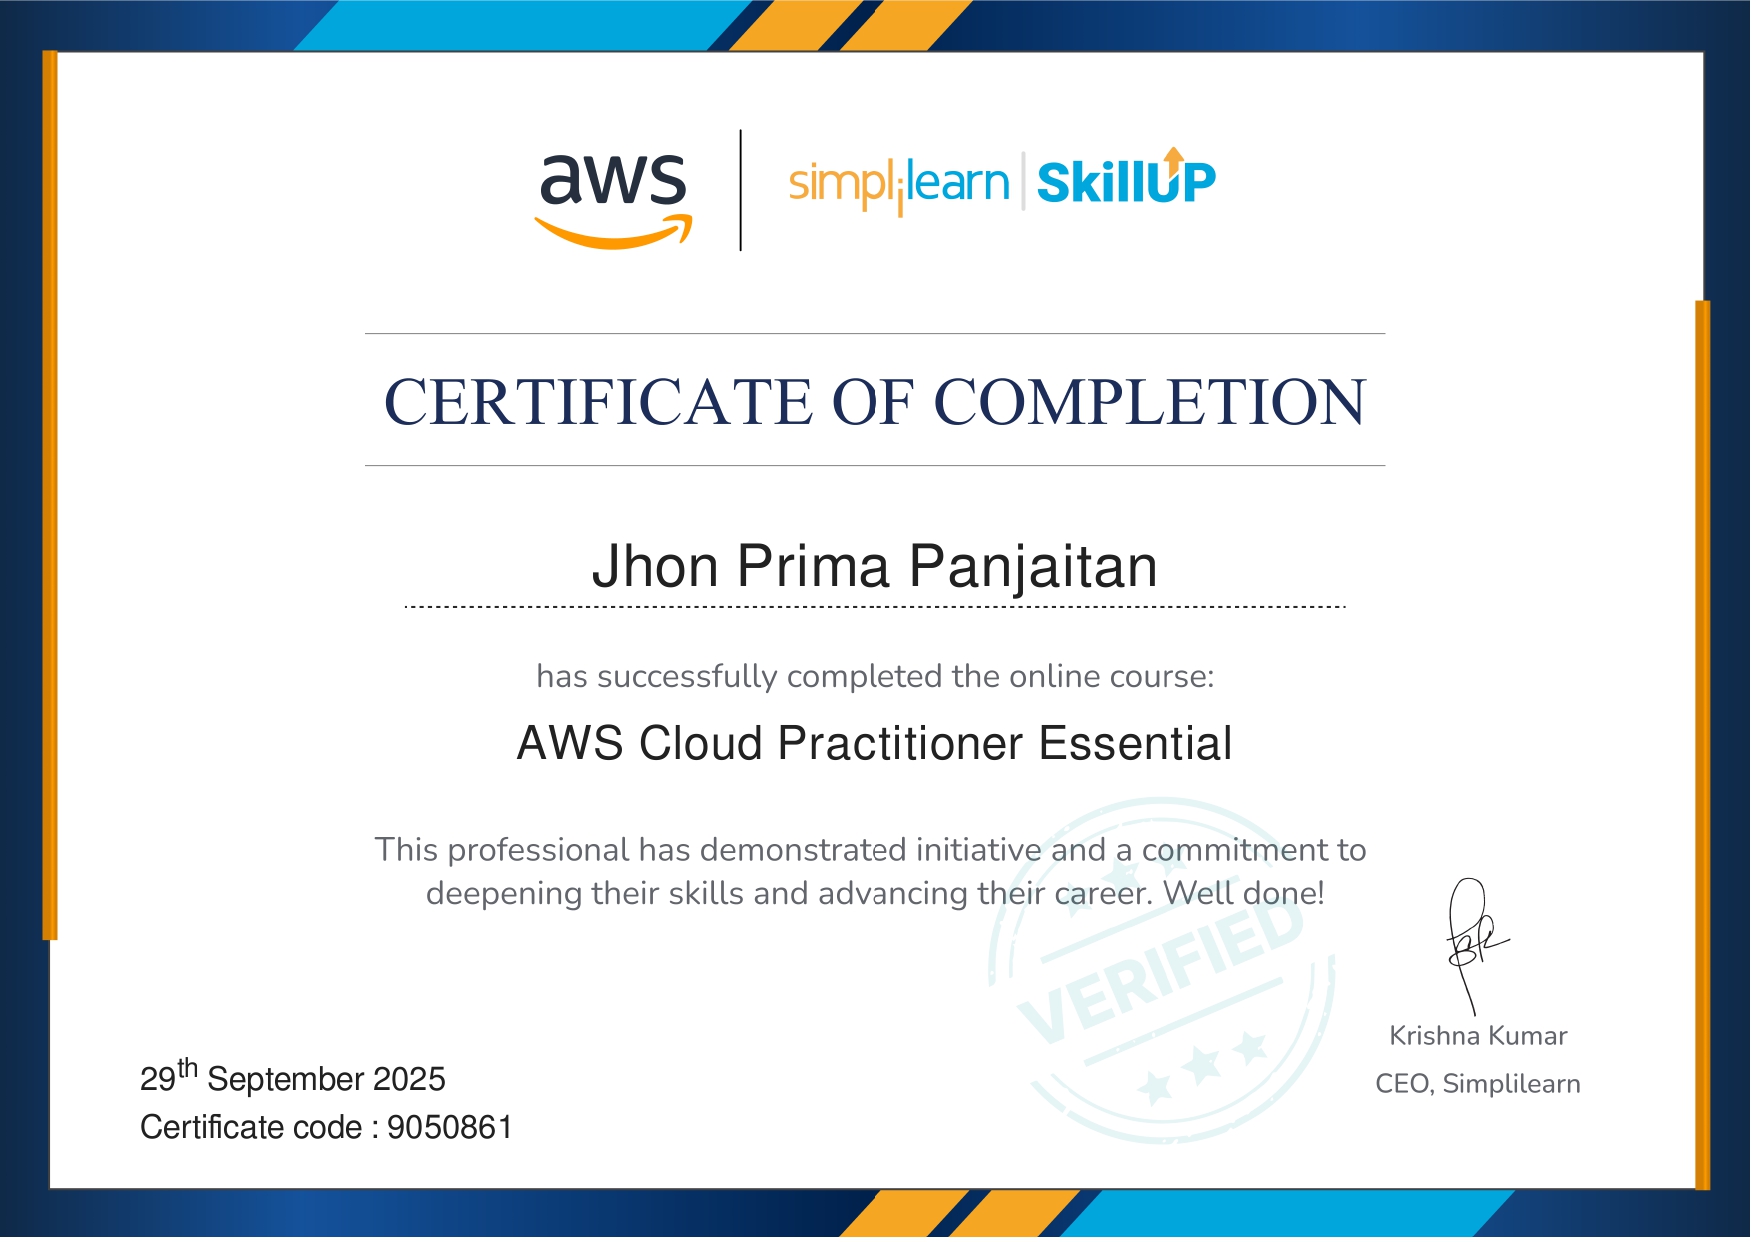 aws
simplilearn | SkillUP
CERTIFICATE OF COMPLETION
Jhon Prima Panjaitan
has successfully completed the online course:
AWS Cloud Practitioner Essential
This professional has demonstrated initiative and a commitment to
deepening their skills and advancing their career. Well done!
VERIFIED
Krishna Kumar
CEO, Simplilearn
29th September 2025
Certificate code : 9050861